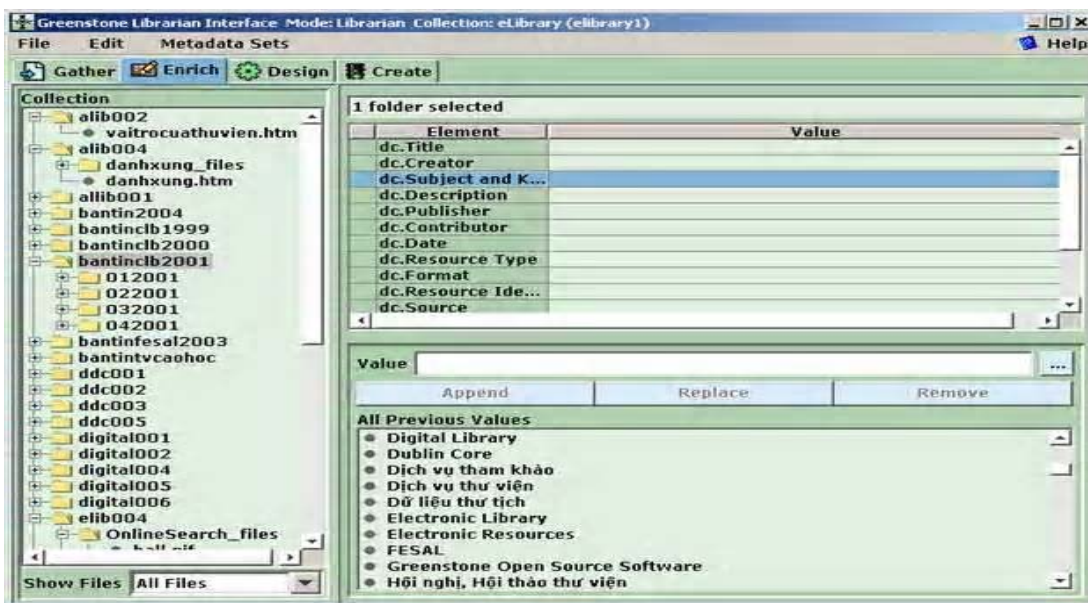 Greenstone Librarian Interface Mode: Librarian Collection: eLibrary (elibrary1)
File Edit Metadata Sets Help
Gather Enrich Design Create
Collection
alib002
vaitrocuathuvien.htm
alib004
danhxung_files
danhxung.htm
allib001
bantin2004
bantinclb1999
bantinclb2000
bantinclb2001
012001
022001
032001
042001
bantinfesal2003
bantintvcaohoc
ddc001
ddc002
ddc003
ddc005
digital001
digital002
digital004
digital005
digital006
elib004
OnlineSearch_files
Show Files All Files
1 folder selected
Element Value
dc.Title
dc.Creator
dc.Subject and K...
dc.Description
dc.Publisher
dc.Contributor
dc.Date
dc.Resource Type
dc.Format
dc.Resource Ide...
dc.Source
Value ...
Append Replace Remove
All Previous Values
Digital Library
Dublin Core
Dịch vụ tham khảo
Dịch vụ thư viện
Dữ liệu thư tịch
Electronic Library
Electronic Resources
FESAL
Greenstone Open Source Software
Hội nghị, Hội thảo thư viện